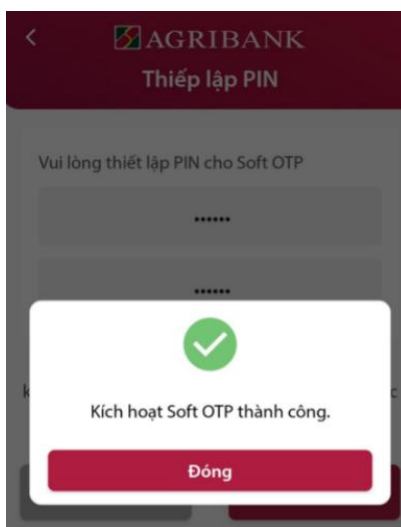 AGRIBANK
Thiếp lập PIN
Vui lòng thiết lập PIN cho Soft OTP
••••••
••••••
Kích hoạt Soft OTP thành công.
Đóng